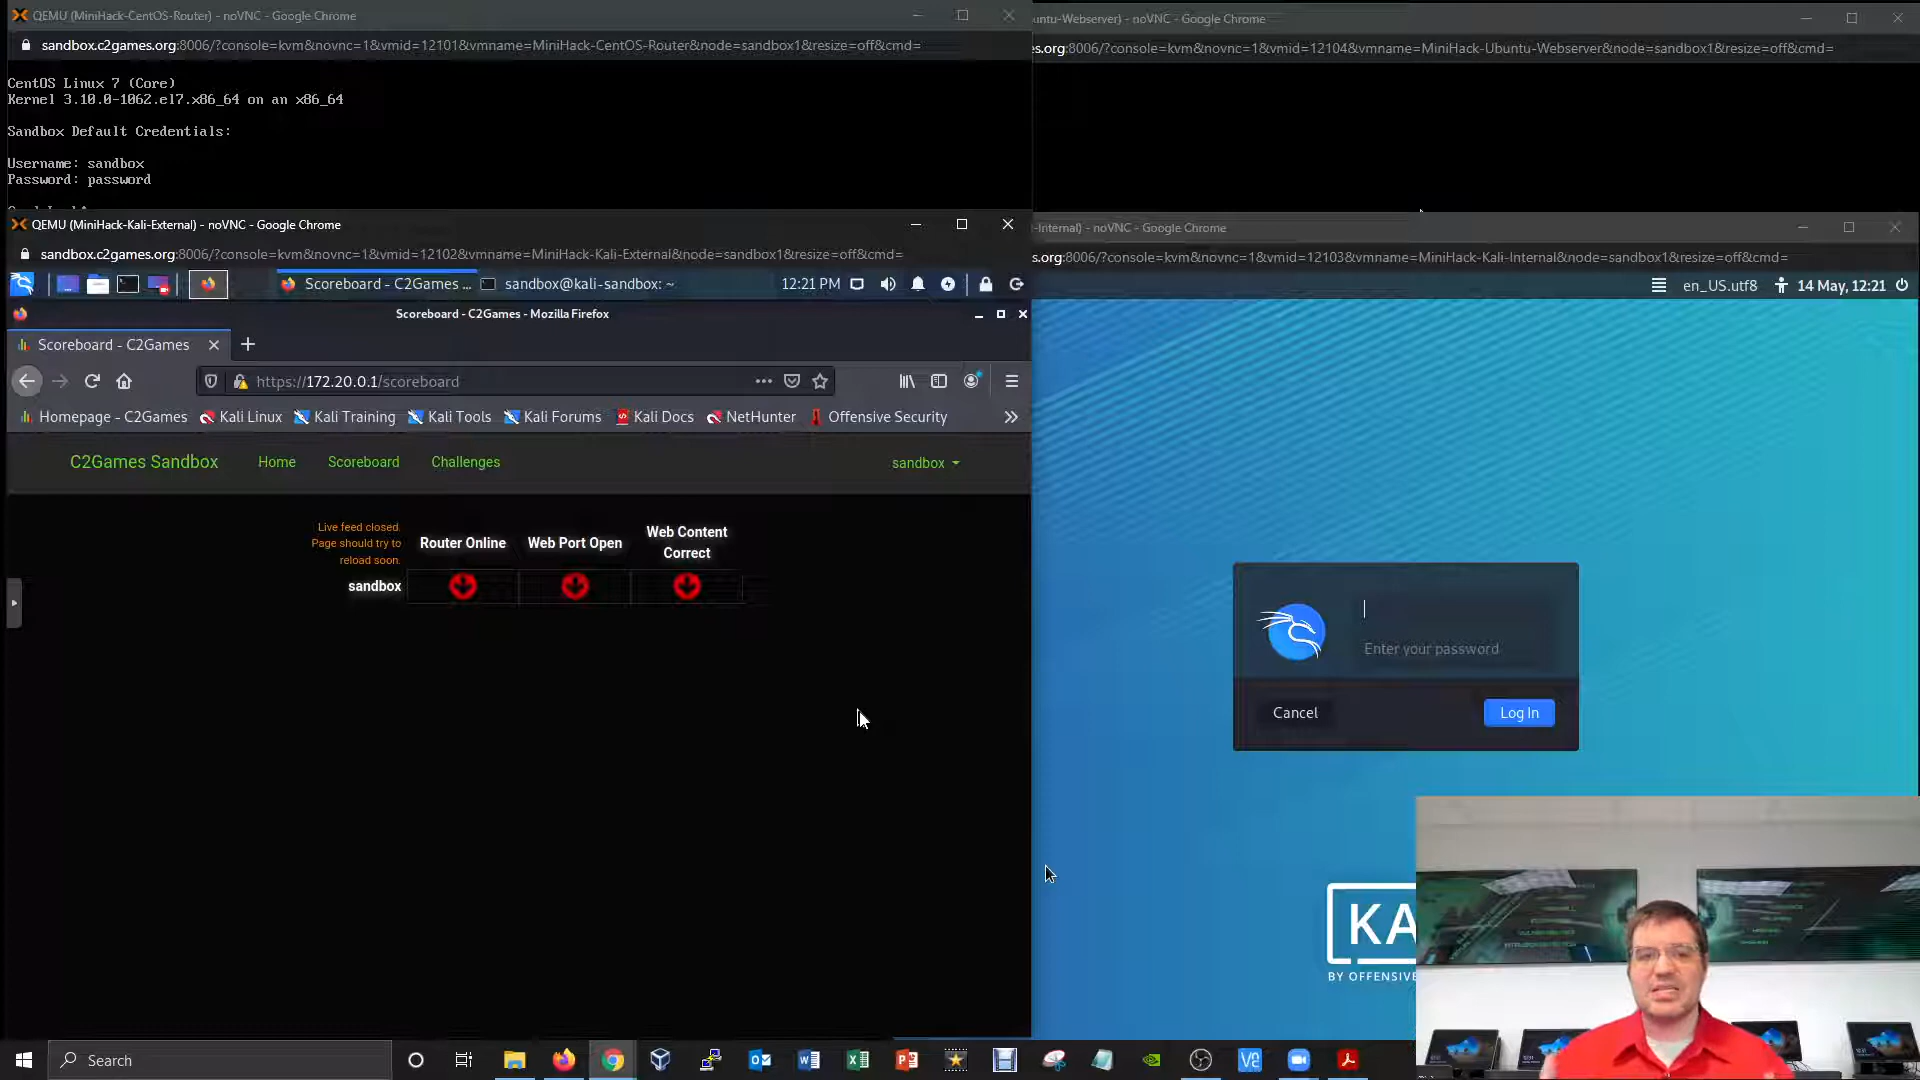 QEMU (MiniHack-CentOS-Router) - noVNC - Google Chrome
sandbox.c2games.org:8006/?console=kvm&novnc=1&vmid=12101&vmname=MiniHack-CentOS-Router&node=sandbox1&resize=off&cmd=
CentOS Linux 7 (Core)
Kernel 3.10.0-1062.el7.x86_64 on an x86_64
Sandbox Default Credentials:
Username: sandbox
Password: password
untu-Webserver) - noVNC - Google Chrome
es.org:8006/?console=kvm&novnc=1&vmid=12104&vmname=MiniHack-Ubuntu-Webserver&node=sandbox1&resize=off&cmd=
QEMU (MiniHack-Kali-External) - noVNC - Google Chrome
sandbox.c2games.org:8006/?console=kvm&novnc=1&vmid=12102&vmname=MiniHack-Kali-External&node=sandbox1&resize=off&cmd=
Scoreboard - C2Games ... sandbox@kali-sandbox: ~ 12:21 PM
Scoreboard - C2Games - Mozilla Firefox
Scoreboard - C2Games
https://172.20.0.1/scoreboard
Homepage - C2Games Kali Linux Kali Training Kali Tools Kali Forums Kali Docs NetHunter Offensive Security
C2Games Sandbox Home Scoreboard Challenges sandbox
Live feed closed.
Page should try to
reload soon.
Router Online Web Port Open Web Content
Correct
sandbox
-Internal) - noVNC - Google Chrome
es.org:8006/?console=kvm&novnc=1&vmid=12103&vmname=MiniHack-Kali-Internal&node=sandbox1&resize=off&cmd=
en_US.utf8 14 May, 12:21
Enter your password
Cancel Log In
KA
BY OFFENSIVE
Search